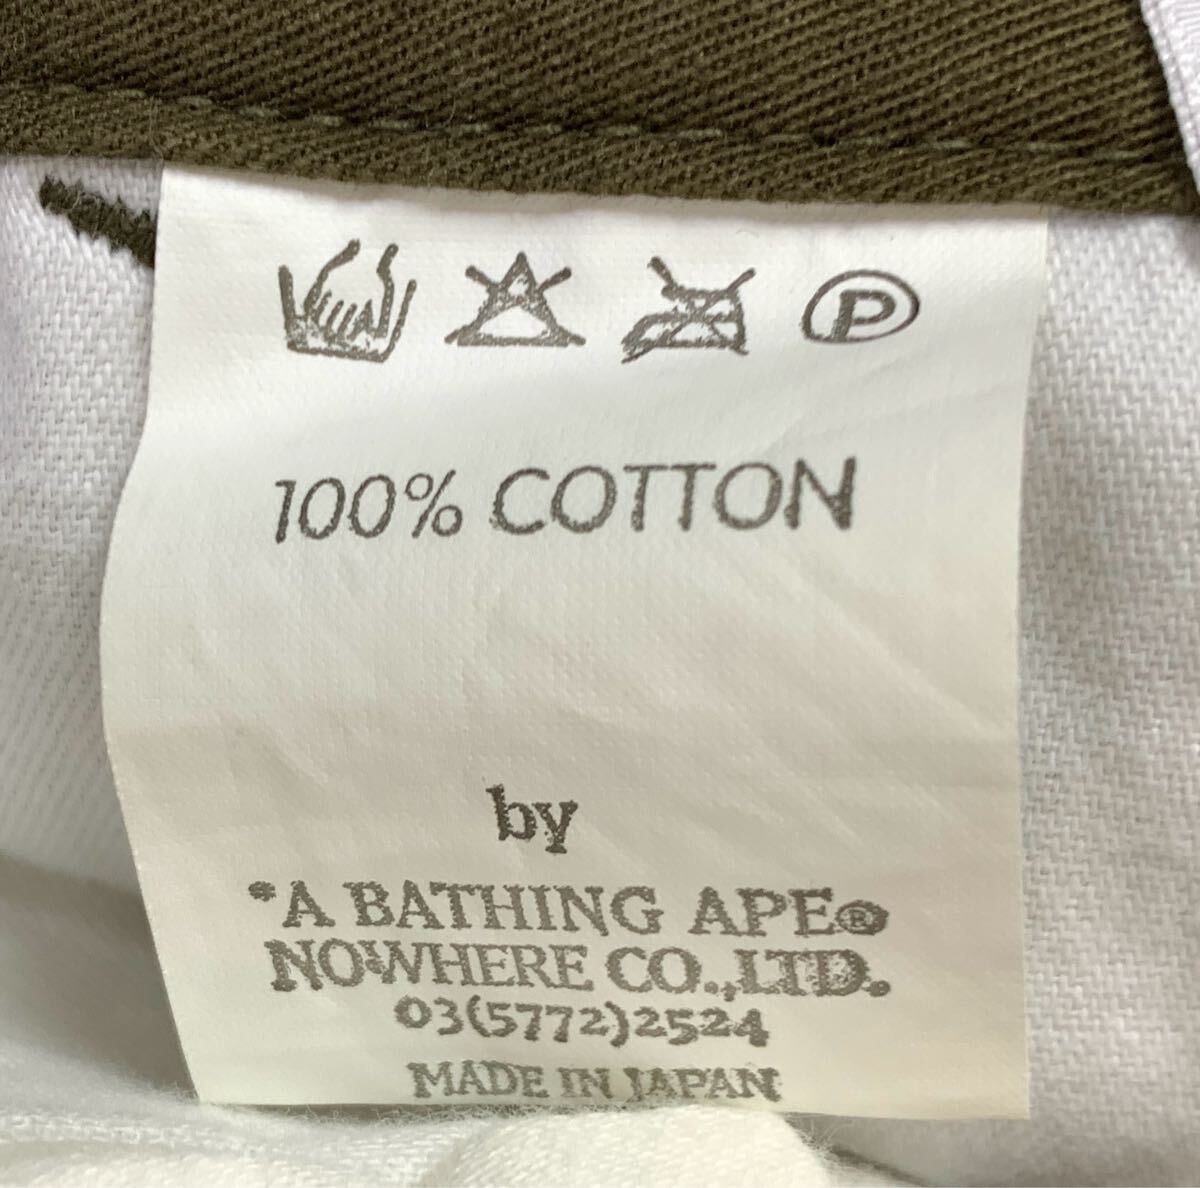 P
100% COTTON
by
*A BATHING APE®
NOWHERE CO.,LTD.
03(5772)2524
MADE IN JAPAN